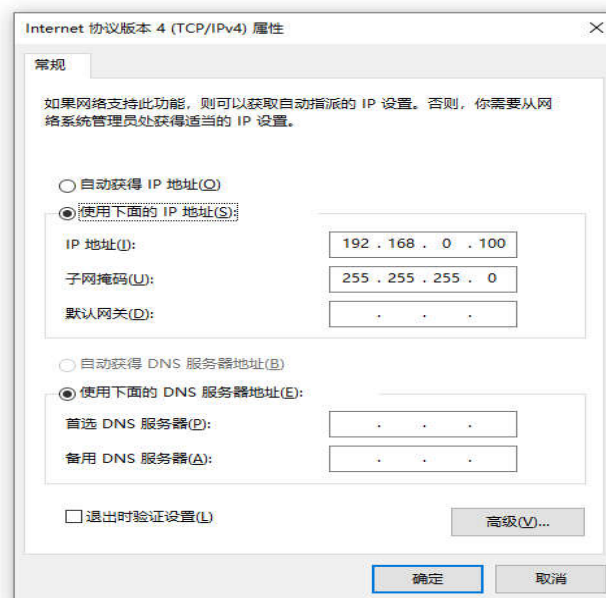 Internet 协议版本 4 (TCP/IPv4) 属性
常规
如果网络支持此功能，则可以获取自动指派的 IP 设置。否则，你需要从网
络系统管理员处获得适当的 IP 设置。
自动获得 IP 地址(O)
使用下面的 IP 地址(S):
IP 地址(I):
192 . 168 . 0 . 100
子网掩码(U):
255 . 255 . 255 . 0
默认网关(D):
. . .
自动获得 DNS 服务器地址(B)
使用下面的 DNS 服务器地址(E):
首选 DNS 服务器(P):
. . .
备用 DNS 服务器(A):
. . .
退出时验证设置(L)
高级(V)...
确定
取消